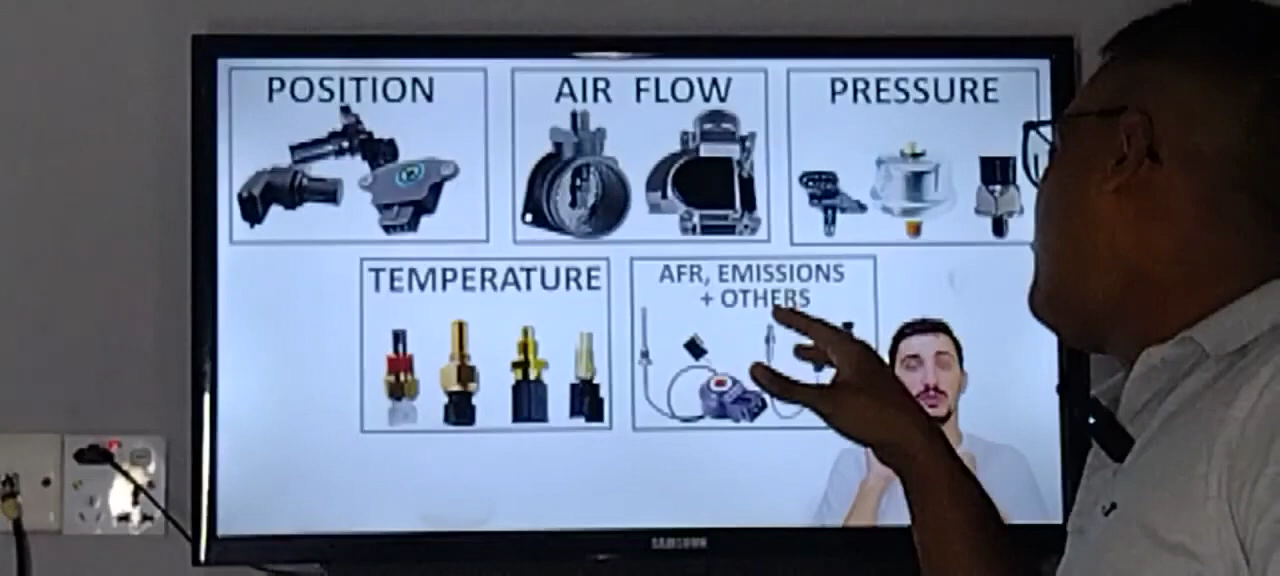 POSITION
AIR FLOW
PRESSURE
TEMPERATURE
AFR, EMISSIONS
+ OTHERS
SAMSUNG